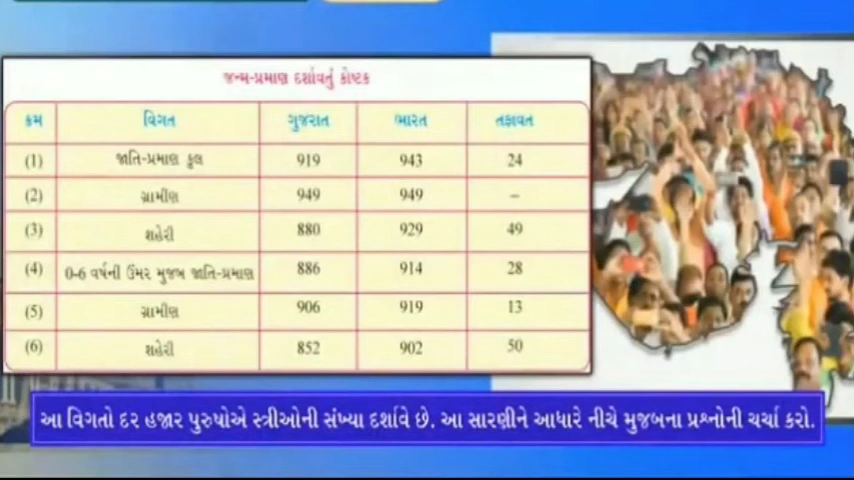 જન્મ-પ્રમાણ દર્શાવતું કોષ્ટક
ક્રમ વિગત ગુજરાત ભારત તફાવત
(1) જાતિ-પ્રમાણ કુલ 919 943 24
(2) ગ્રામીણ 949 949 –
(3) શહેરી 880 929 49
(4) 0-6 વર્ષની ઉંમર મુજબ જાતિ-પ્રમાણ 886 914 28
(5) ગ્રામીણ 906 919 13
(6) શહેરી 852 902 50
આ વિગતો દર હજાર પુરુષોએ સ્ત્રીઓની સંખ્યા દર્શાવે છે. આ સારણીને આધારે નીચે મુજબના પ્રશ્નોની ચર્ચા કરો.